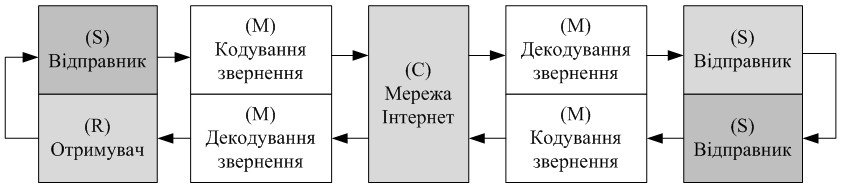 (S)
Відправник
(M)
Кодування
звернення
(C)
Мережа
Інтернет
(M)
Декодування
звернення
(S)
Відправник
(R)
Отримувач
(M)
Декодування
звернення
(M)
Кодування
звернення
(S)
Відправник